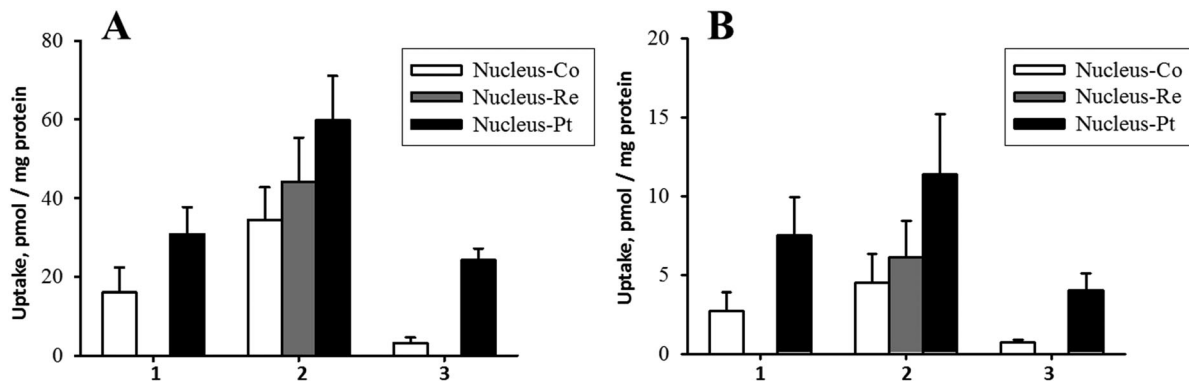 A
Uptake, pmol / mg protein
80
60
40
20
0
Nucleus-Co
Nucleus-Re
Nucleus-Pt
1 2 3
B
Uptake, pmol / mg protein
20
15
10
5
0
Nucleus-Co
Nucleus-Re
Nucleus-Pt
1 2 3